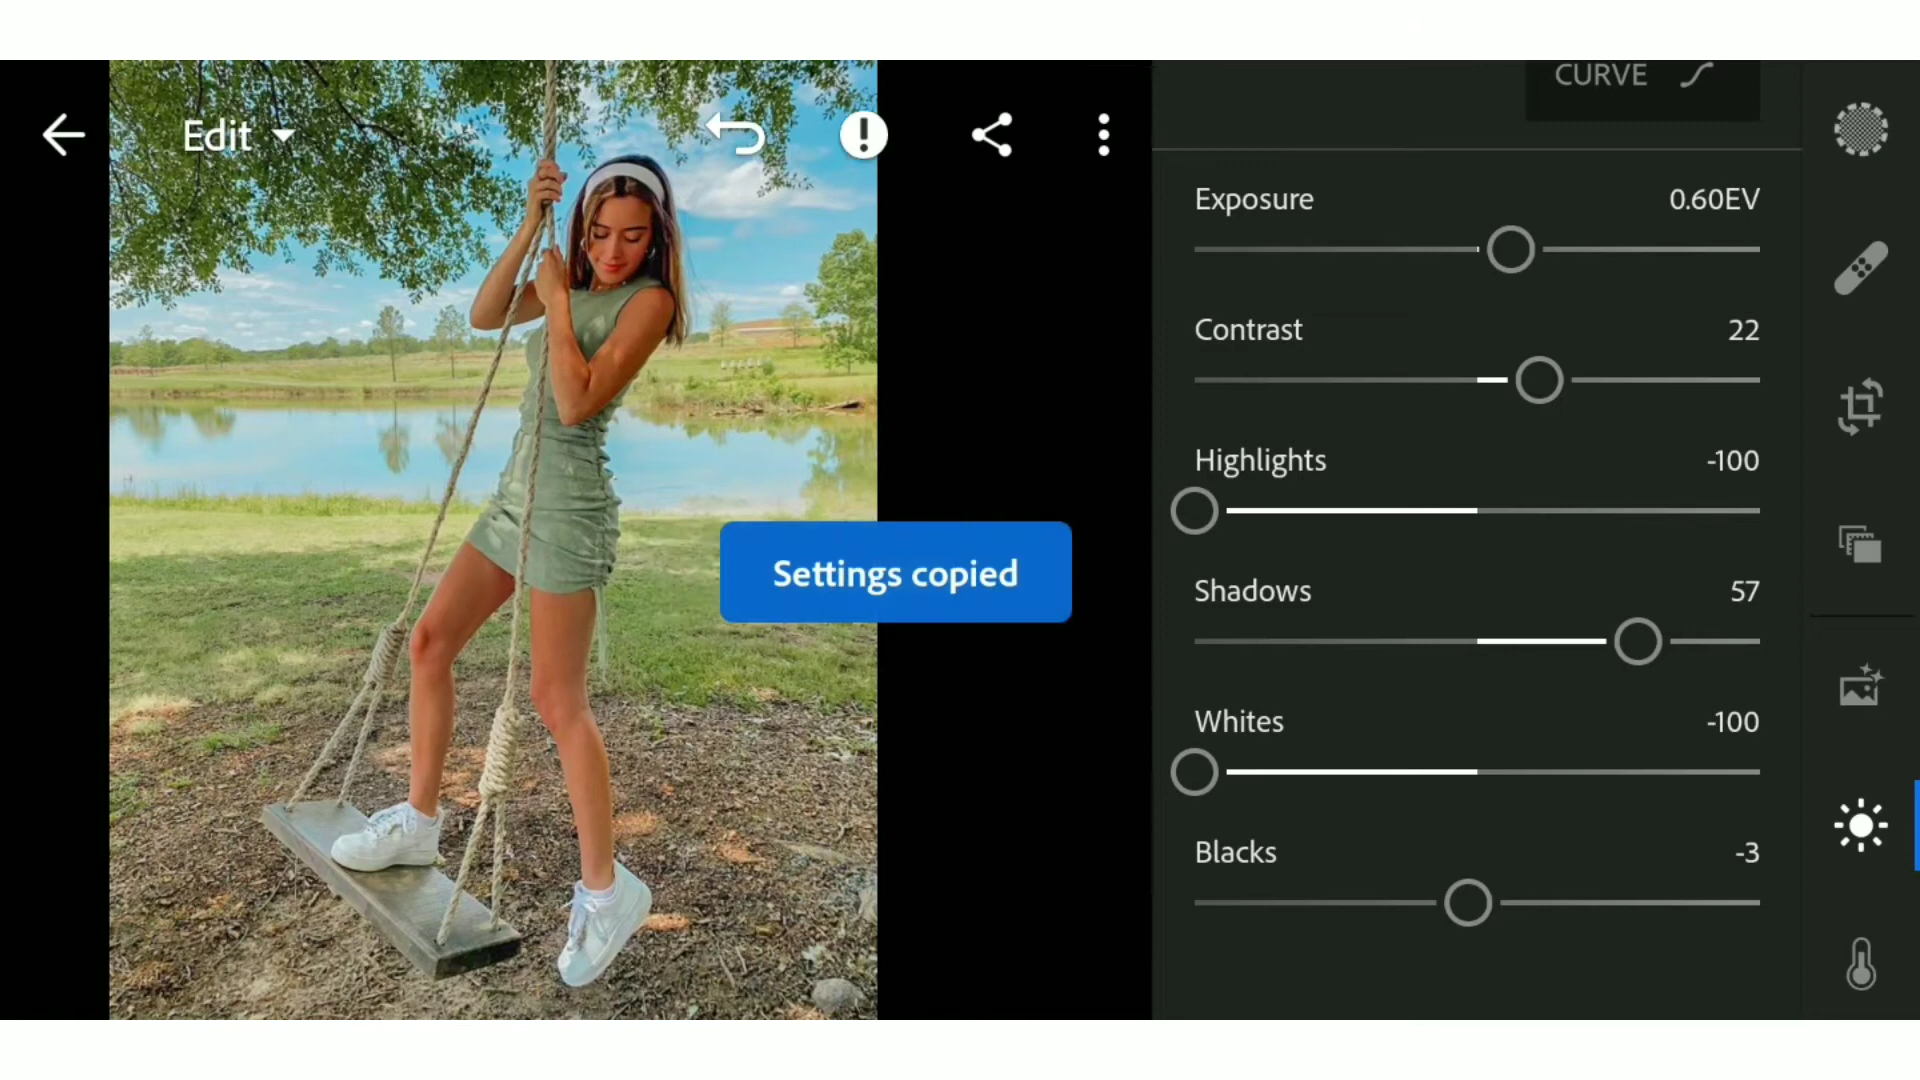 CURVE
Edit
Exposure 0.60EV
Contrast 22
Highlights -100
Settings copied
Shadows 57
Whites -100
Blacks -3